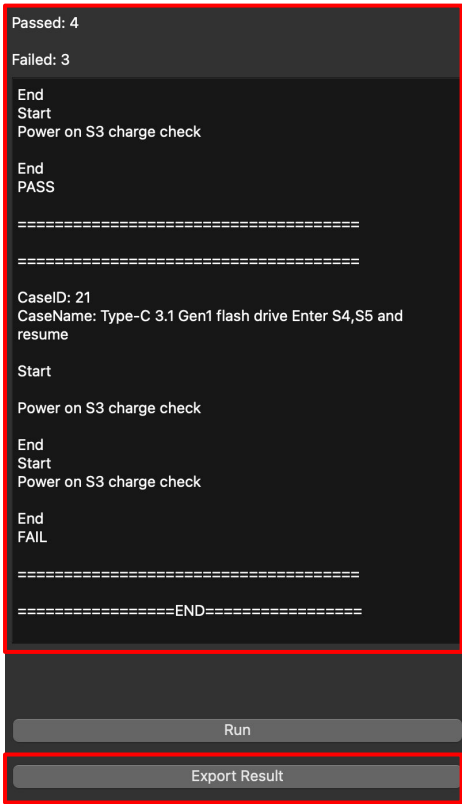 Passed: 4
Failed: 3
End
Start
Power on S3 charge check
End
PASS
=====================================
=====================================
CaseID: 21
CaseName: Type-C 3.1 Gen1 flash drive Enter S4,S5 and
resume
Start
Power on S3 charge check
End
Start
Power on S3 charge check
End
FAIL
=====================================
=================END=================
Run
Export Result